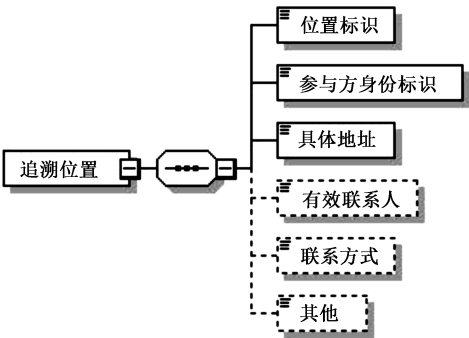 位置标识
参与方身份标识
具体地址
追溯位置
有效联系人
联系方式
其他